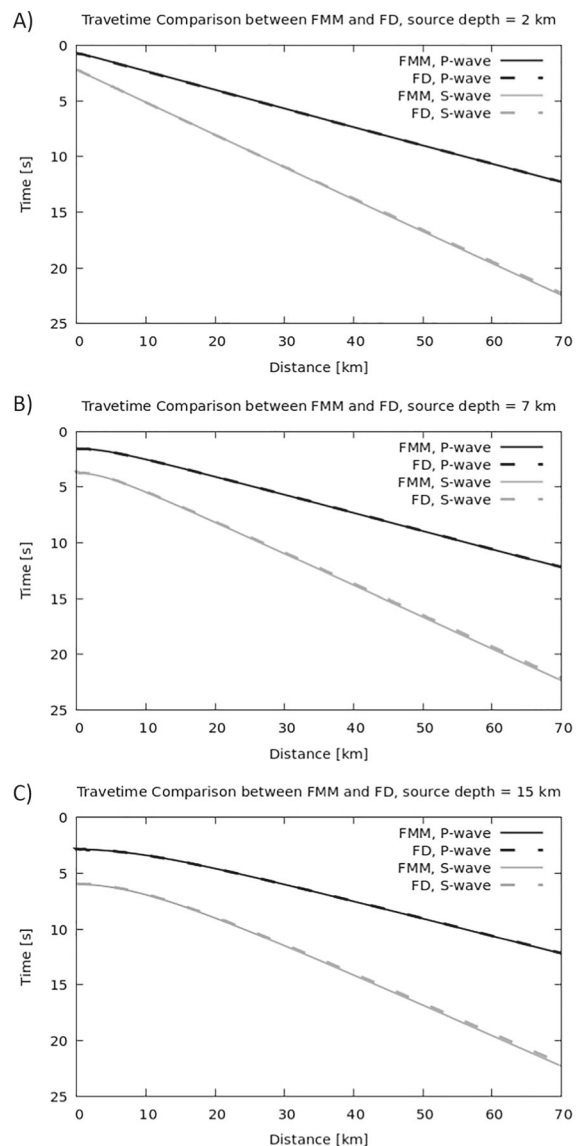 A)
Travetime Comparison between FMM and FD, source depth = 2 km
FMM, P-wave
FD, P-wave
FMM, S-wave
FD, S-wave
0
5
10
15
20
25
Time [s]
0 10 20 30 40 50 60 70
Distance [km]
B)
Travetime Comparison between FMM and FD, source depth = 7 km
FMM, P-wave
FD, P-wave
FMM, S-wave
FD, S-wave
0
5
10
15
20
25
Time [s]
0 10 20 30 40 50 60 70
Distance [km]
C)
Travetime Comparison between FMM and FD, source depth = 15 km
FMM, P-wave
FD, P-wave
FMM, S-wave
FD, S-wave
0
5
10
15
20
25
Time [s]
0 10 20 30 40 50 60 70
Distance [km]